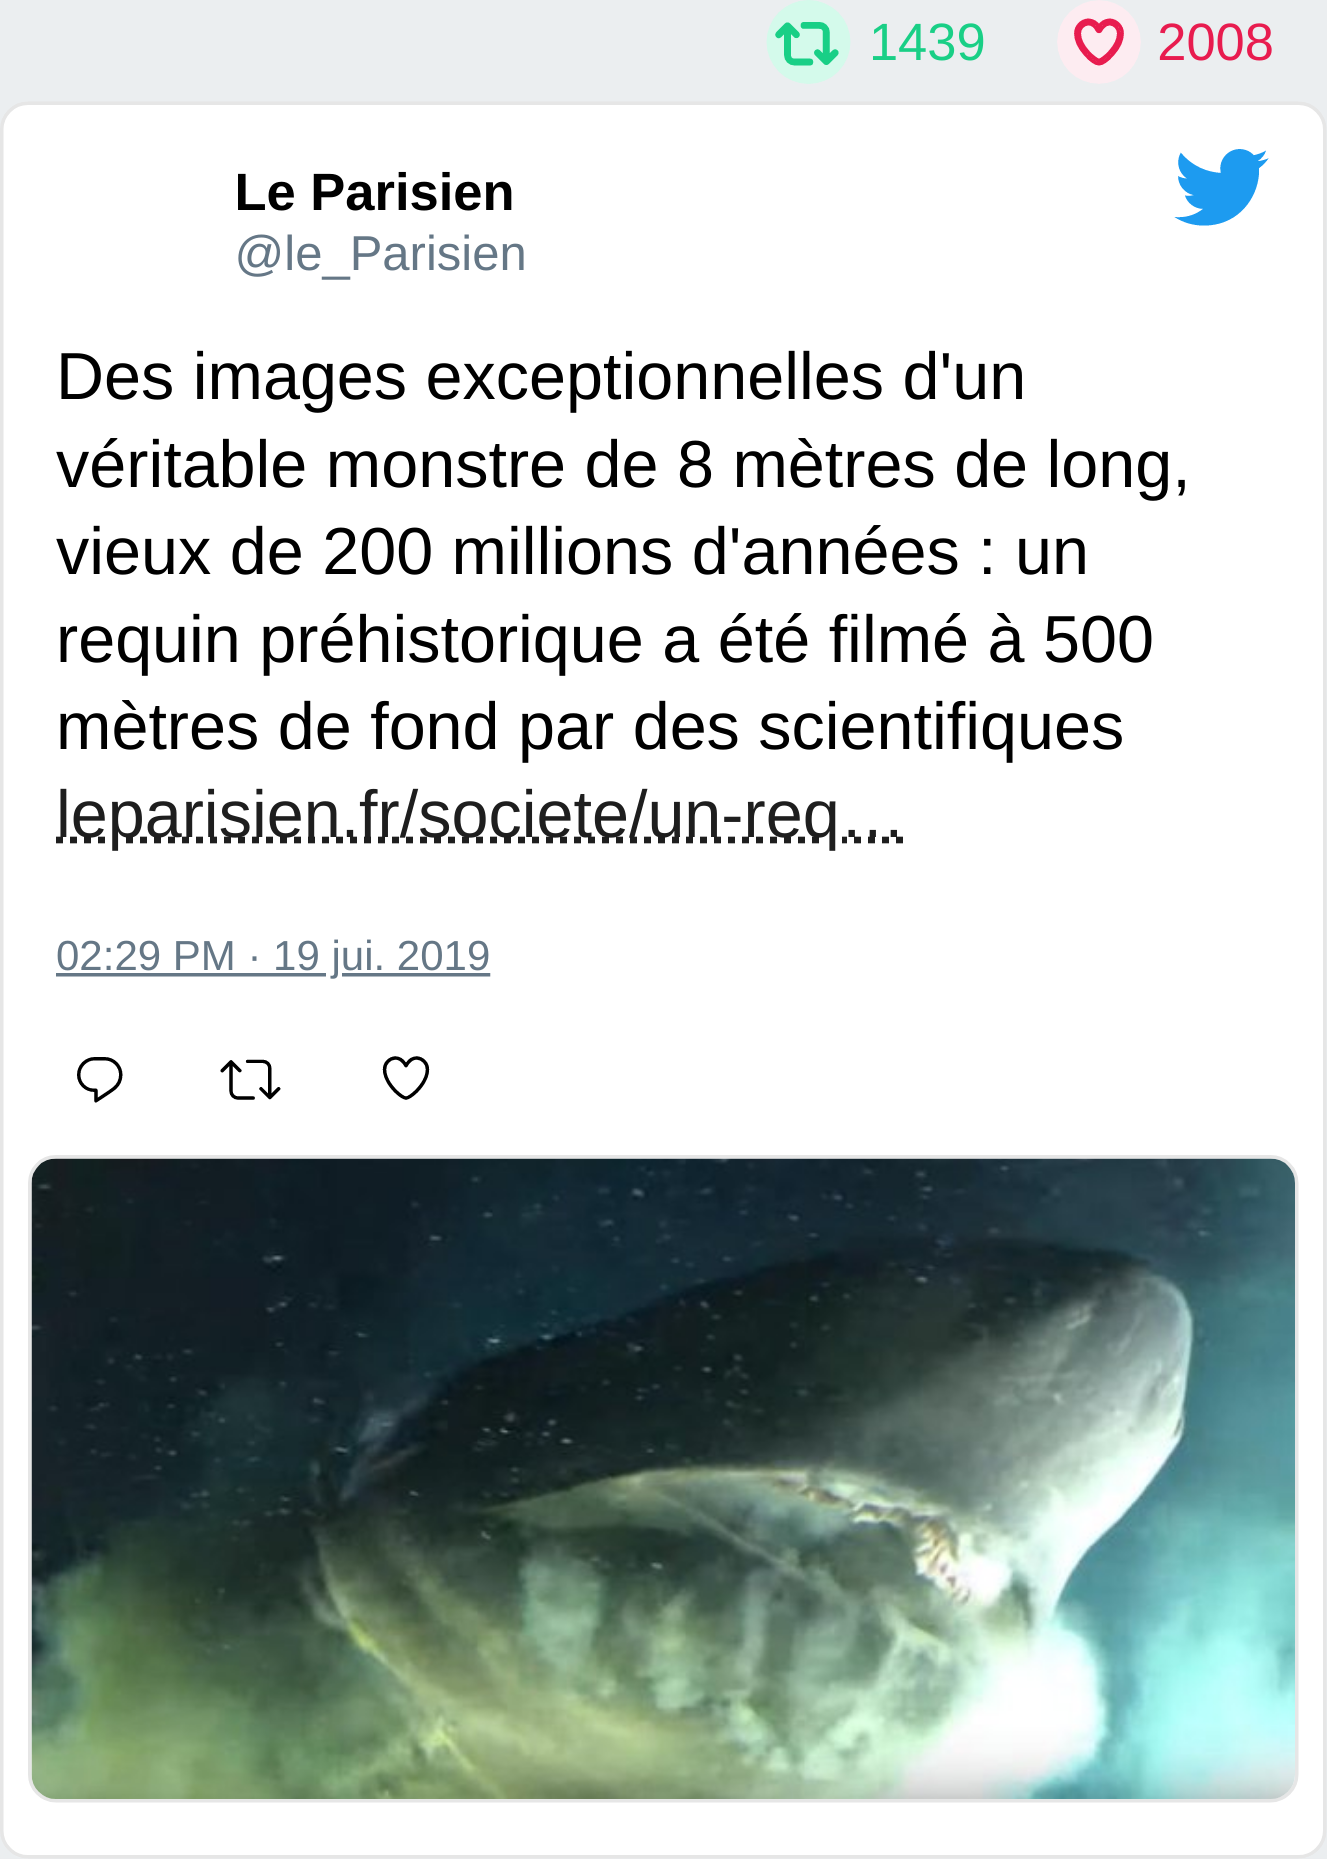 1439 2008
Le Parisien
@le_Parisien
Des images exceptionnelles d'un
véritable monstre de 8 mètres de long,
vieux de 200 millions d'années : un
requin préhistorique a été filmé à 500
mètres de fond par des scientifiques
leparisien.fr/societe/un-req…
02:29 PM · 19 jui. 2019